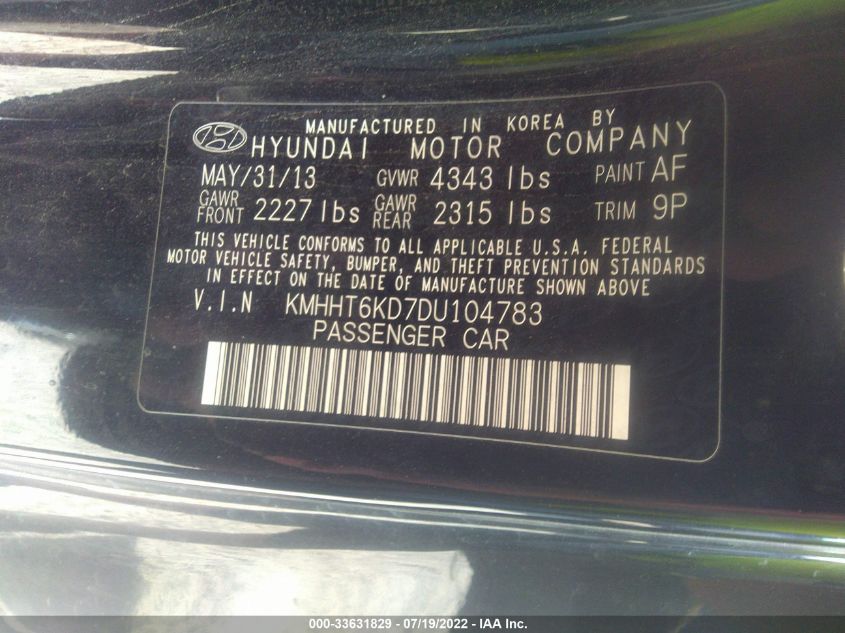 MANUFACTURED IN KOREA BY
HYUNDAI MOTOR COMPANY
MAY/31/13 GVWR 4343 lbs PAINT AF
GAWR FRONT 2227 lbs GAWR REAR 2315 lbs TRIM 9P
THIS VEHICLE CONFORMS TO ALL APPLICABLE U.S.A. FEDERAL
MOTOR VEHICLE SAFETY, BUMPER, AND THEFT PREVENTION STANDARDS
IN EFFECT ON THE DATE OF MANUFACTURE SHOWN ABOVE
V.I.N KMHHT6KD7DU104783
PASSENGER CAR
000-33631829 - 07/19/2022 - IAA Inc.